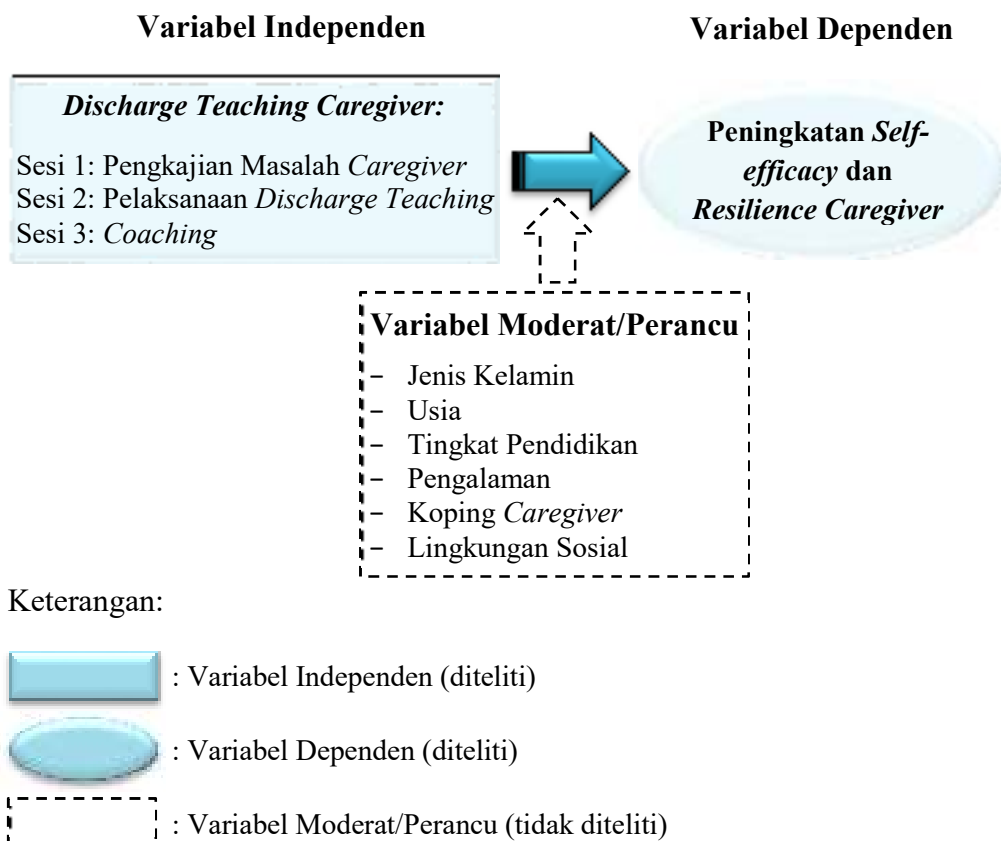 Variabel Independen
Variabel Dependen
Discharge Teaching Caregiver:
Sesi 1: Pengkajian Masalah Caregiver
Sesi 2: Pelaksanaan Discharge Teaching
Sesi 3: Coaching
Peningkatan Self-
efficacy dan
Resilience Caregiver
Variabel Moderat/Perancu
- Jenis Kelamin
- Usia
- Tingkat Pendidikan
- Pengalaman
- Koping Caregiver
- Lingkungan Sosial
Keterangan:
: Variabel Independen (diteliti)
: Variabel Dependen (diteliti)
: Variabel Moderat/Perancu (tidak diteliti)